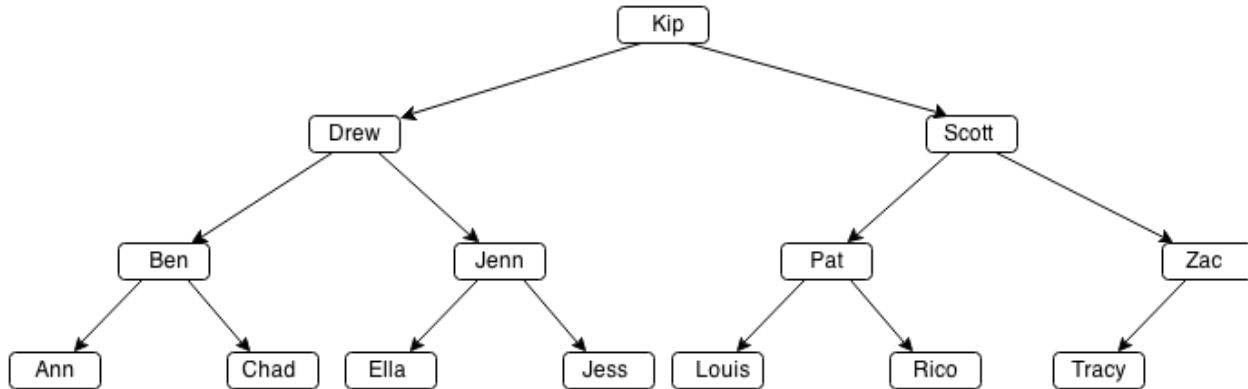 Kip
Drew
Scott
Ben
Jenn
Pat
Zac
Ann
Chad
Ella
Jess
Louis
Rico
Tracy